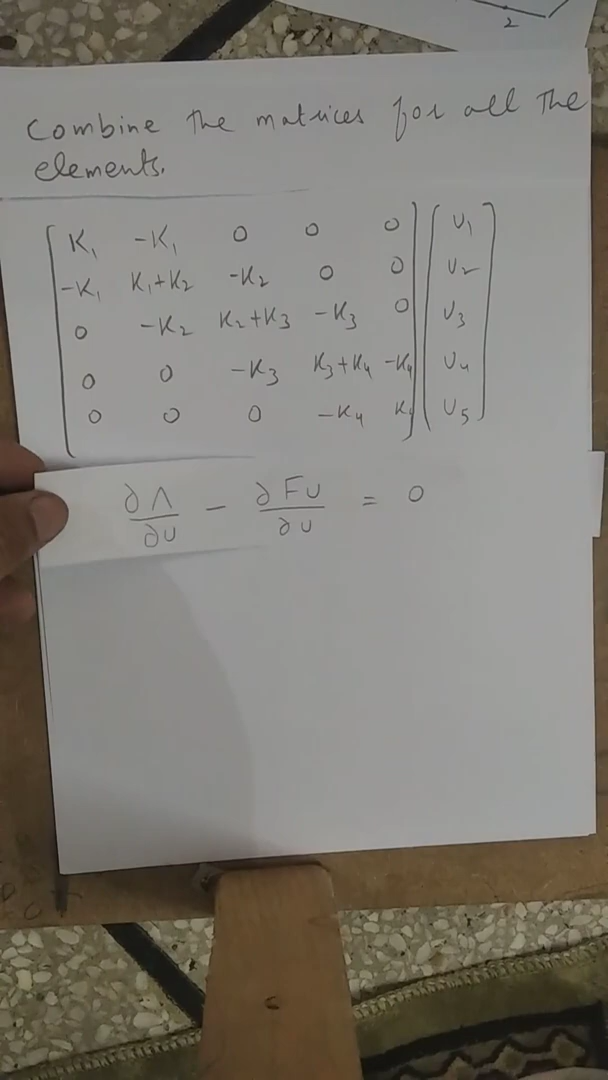 2
Combine the matrices for all the
elements.
K₁ -K₁ 0 0 0 U₁
-K₁ K₁+K₂ -K₂ 0 0 U₂
0 -K₂ K₂+K₃ -K₃ 0 U₃
0 0 -K₃ K₃+K₄ -K₄ U₄
0 0 0 -K₄ K U₅
∂Λ/∂U - ∂FU/∂U = 0